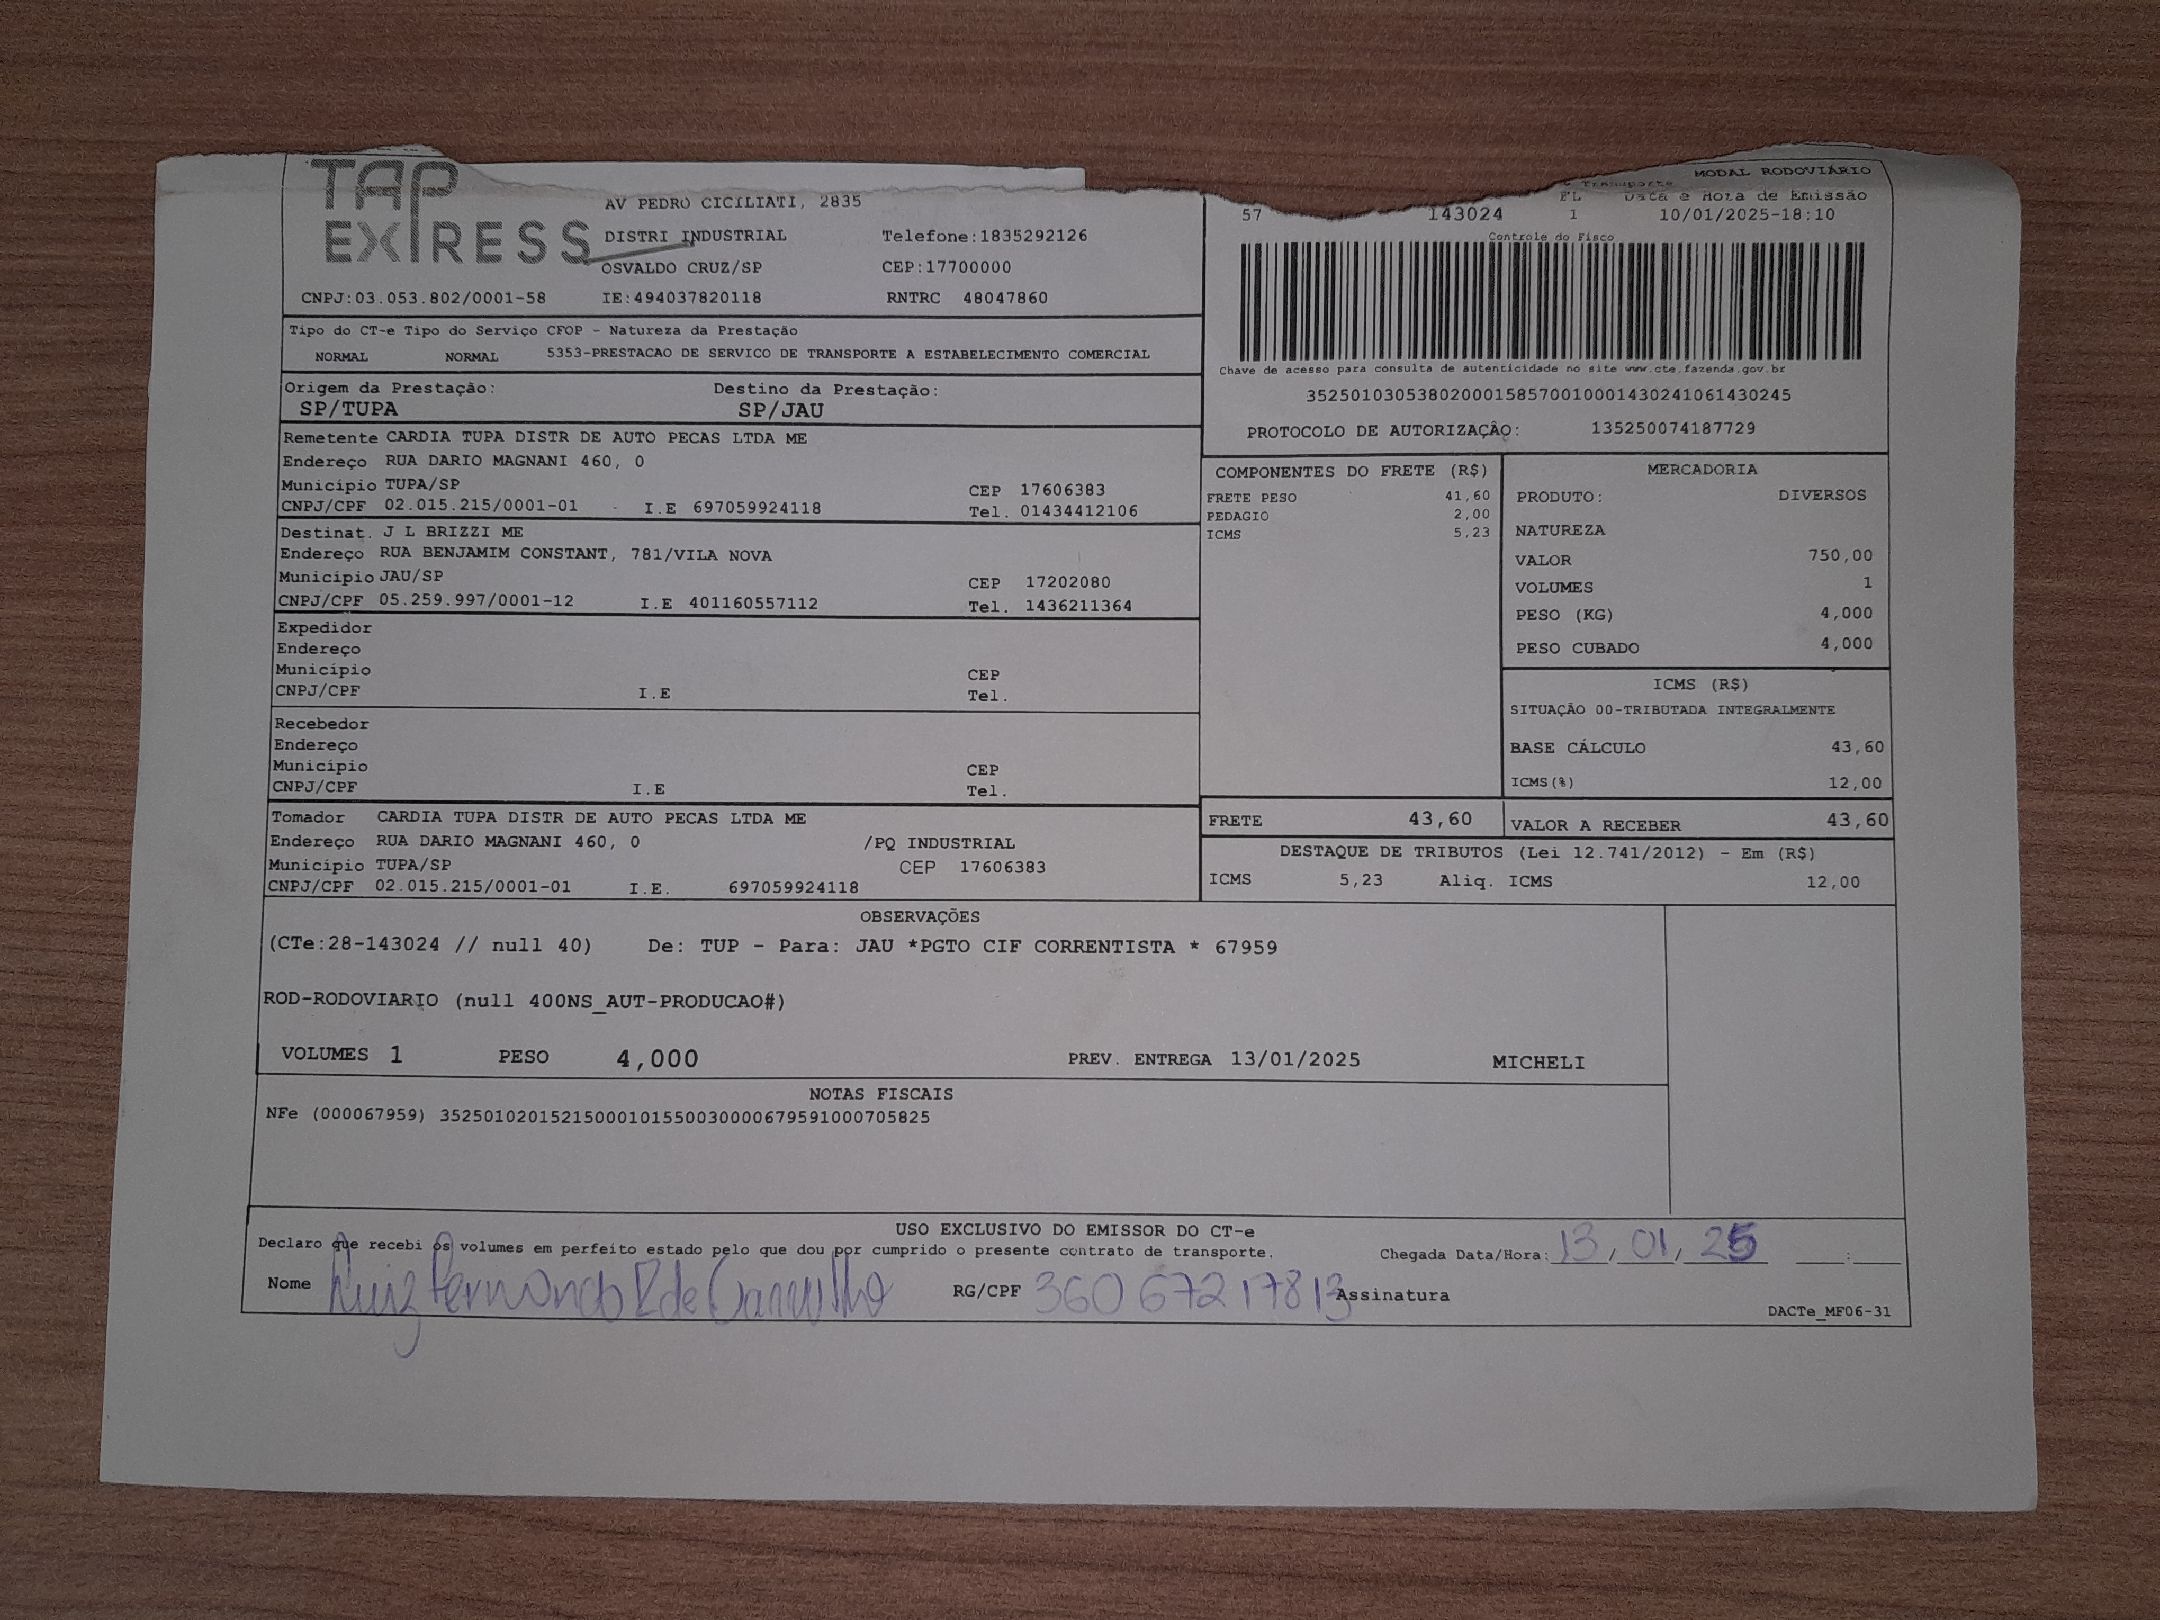 TAP
EXPRESS
AV PEDRO CICILIATI, 2835
DISTRI INDUSTRIAL Telefone:1835292126
OSVALDO CRUZ/SP CEP:17700000
CNPJ:03.053.802/0001-58 IE:494037820118 RNTRC 48047860
MODAL RODOVIÁRIO
FL Data e Hora de Emissão
57 143024 1 10/01/2025-18:10
Controle do Fisco
Chave de acesso para consulta de autenticidade no site www.cte.fazenda.gov.br
35250103053802000158570010001430241061430245
PROTOCOLO DE AUTORIZAÇÃO: 135250074187729
Tipo do CT-e Tipo do Serviço CFOP - Natureza da Prestação
NORMAL NORMAL 5353-PRESTACAO DE SERVICO DE TRANSPORTE A ESTABELECIMENTO COMERCIAL
Origem da Prestação: Destino da Prestação:
SP/TUPA SP/JAU
Remetente CARDIA TUPA DISTR DE AUTO PECAS LTDA ME
Endereço RUA DARIO MAGNANI 460, 0
Município TUPA/SP CEP 17606383
CNPJ/CPF 02.015.215/0001-01 I.E 697059924118 Tel. 01434412106
Destinat. J L BRIZZI ME
Endereço RUA BENJAMIM CONSTANT, 781/VILA NOVA
Município JAU/SP CEP 17202080
CNPJ/CPF 05.259.997/0001-12 I.E 401160557112 Tel. 1436211364
Expedidor
Endereço
Município CEP
CNPJ/CPF I.E Tel.
Recebedor
Endereço
Município CEP
CNPJ/CPF I.E Tel.
Tomador CARDIA TUPA DISTR DE AUTO PECAS LTDA ME
Endereço RUA DARIO MAGNANI 460, 0 /PQ INDUSTRIAL
Município TUPA/SP CEP 17606383
CNPJ/CPF 02.015.215/0001-01 I.E. 697059924118
COMPONENTES DO FRETE (R$)
FRETE PESO 41,60
PEDAGIO 2,00
ICMS 5,23
MERCADORIA
PRODUTO: DIVERSOS
NATUREZA
VALOR 750,00
VOLUMES 1
PESO (KG) 4,000
PESO CUBADO 4,000
ICMS (R$)
SITUAÇÃO 00-TRIBUTADA INTEGRALMENTE
BASE CÁLCULO 43,60
ICMS(%) 12,00
FRETE 43,60 VALOR A RECEBER 43,60
DESTAQUE DE TRIBUTOS (Lei 12.741/2012) - Em (R$)
ICMS 5,23 Aliq. ICMS 12,00
OBSERVAÇÕES
(CTe:28-143024 // null 40) De: TUP - Para: JAU *PGTO CIF CORRENTISTA * 67959
ROD-RODOVIARIO (null 400NS_AUT-PRODUCAO#)
VOLUMES 1 PESO 4,000 PREV. ENTREGA 13/01/2025 MICHELI
NOTAS FISCAIS
NFe (000067959) 35250102015215000101550030000679591000705825
USO EXCLUSIVO DO EMISSOR DO CT-e
Declaro que recebi os volumes em perfeito estado pelo que dou por cumprido o presente contrato de transporte.
Chegada Data/Hora: 13/01/25 :
Nome Luiz Fernando R de Carvalho RG/CPF 360 672 178 13 Assinatura
DACTe_MF06-31